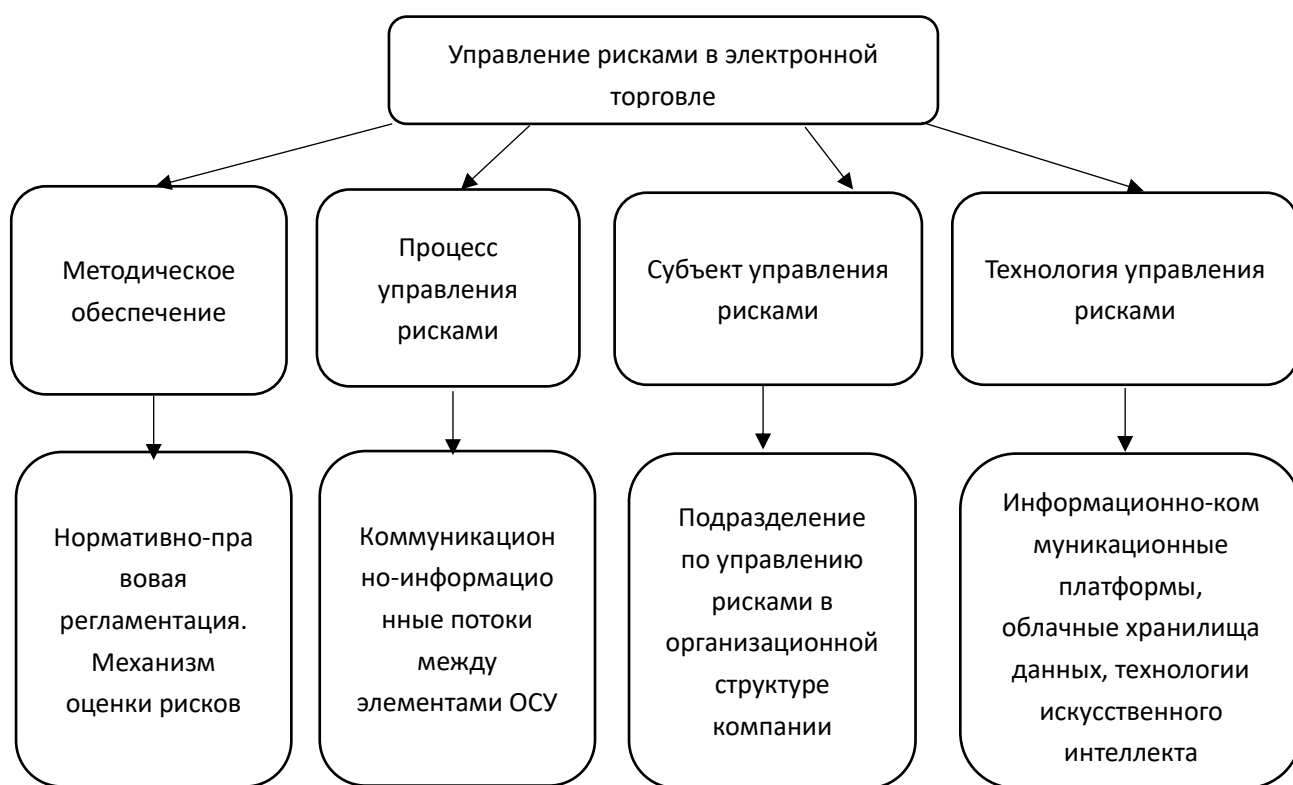 Управление рисками в электронной
торговле
Методическое
обеспечение
Процесс
управления
рисками
Субъект управления
рисками
Технология управления
рисками
Нормативно-пра
вовая
регламентация.
Механизм
оценки рисков
Коммуникацион
но-информацио
нные потоки
между
элементами ОСУ
Подразделение
по управлению
рисками в
организационной
структуре
компании
Информационно-ком
муникационные
платформы,
облачные хранилища
данных, технологии
искусственного
интеллекта